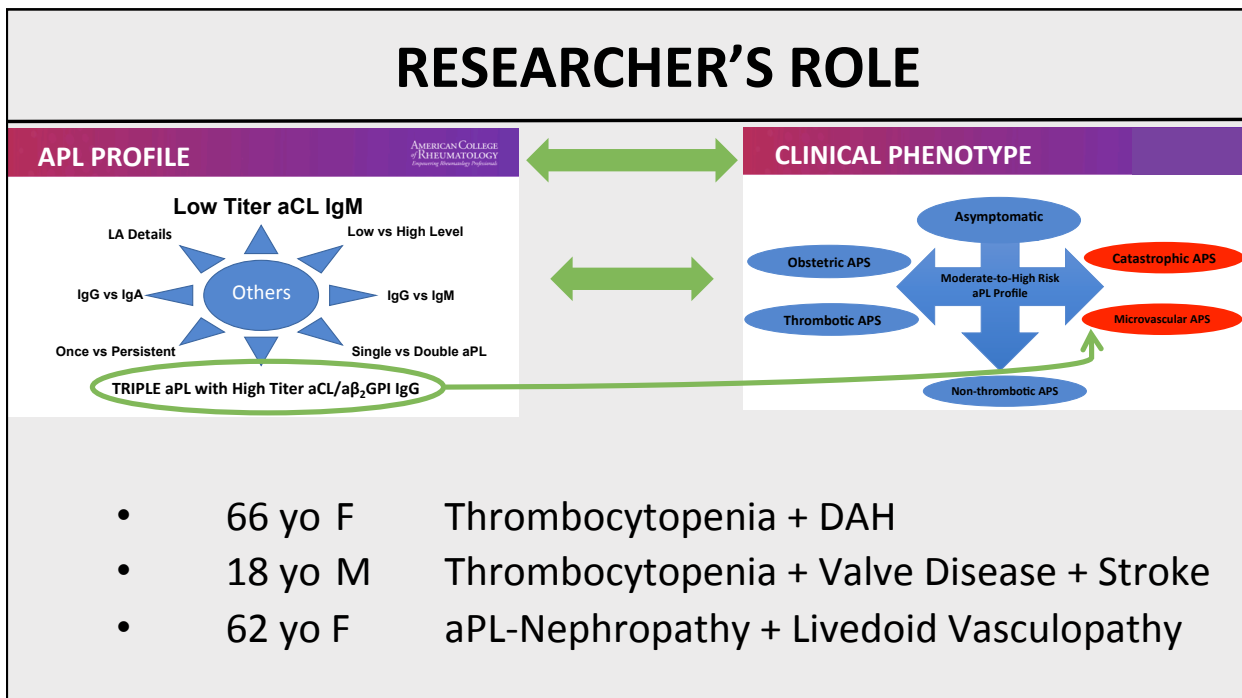 RESEARCHER’S ROLE
APL PROFILE
AMERICAN COLLEGE
of RHEUMATOLOGY
Empowering Rheumatology Professionals
Low Titer aCL IgM
LA Details
Low vs High Level
IgG vs IgA
Others
IgG vs IgM
Once vs Persistent
Single vs Double aPL
TRIPLE aPL with High Titer aCL/aβ₂GPI IgG
CLINICAL PHENOTYPE
Asymptomatic
Obstetric APS
Catastrophic APS
Moderate-to-High Risk
aPL Profile
Thrombotic APS
Microvascular APS
Non-thrombotic APS
• 66 yo F Thrombocytopenia + DAH
• 18 yo M Thrombocytopenia + Valve Disease + Stroke
• 62 yo F aPL-Nephropathy + Livedoid Vasculopathy